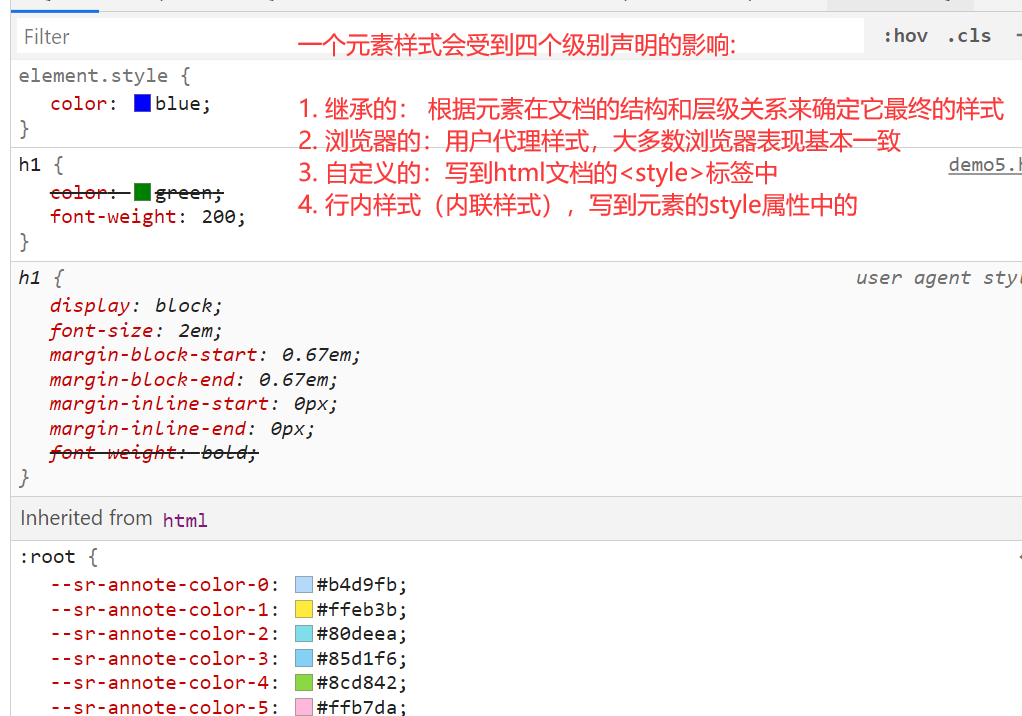 Filter
一个元素样式会受到四个级别声明的影响:
:hov .cls
element.style {
color: blue;
}
1. 继承的： 根据元素在文档的结构和层级关系来确定它最终的样式
2. 浏览器的：用户代理样式，大多数浏览器表现基本一致
3. 自定义的：写到html文档的<style>标签中
4. 行内样式（内联样式），写到元素的style属性中的
h1 {
demo5.h
color: green;
font-weight: 200;
}
h1 {
user agent styl
display: block;
font-size: 2em;
margin-block-start: 0.67em;
margin-block-end: 0.67em;
margin-inline-start: 0px;
margin-inline-end: 0px;
font-weight: bold;
}
Inherited from html
:root {
--sr-annote-color-0: #b4d9fb;
--sr-annote-color-1: #ffeb3b;
--sr-annote-color-2: #80deea;
--sr-annote-color-3: #85d1f6;
--sr-annote-color-4: #8cd842;
--sr-annote-color-5: #ffb7da;